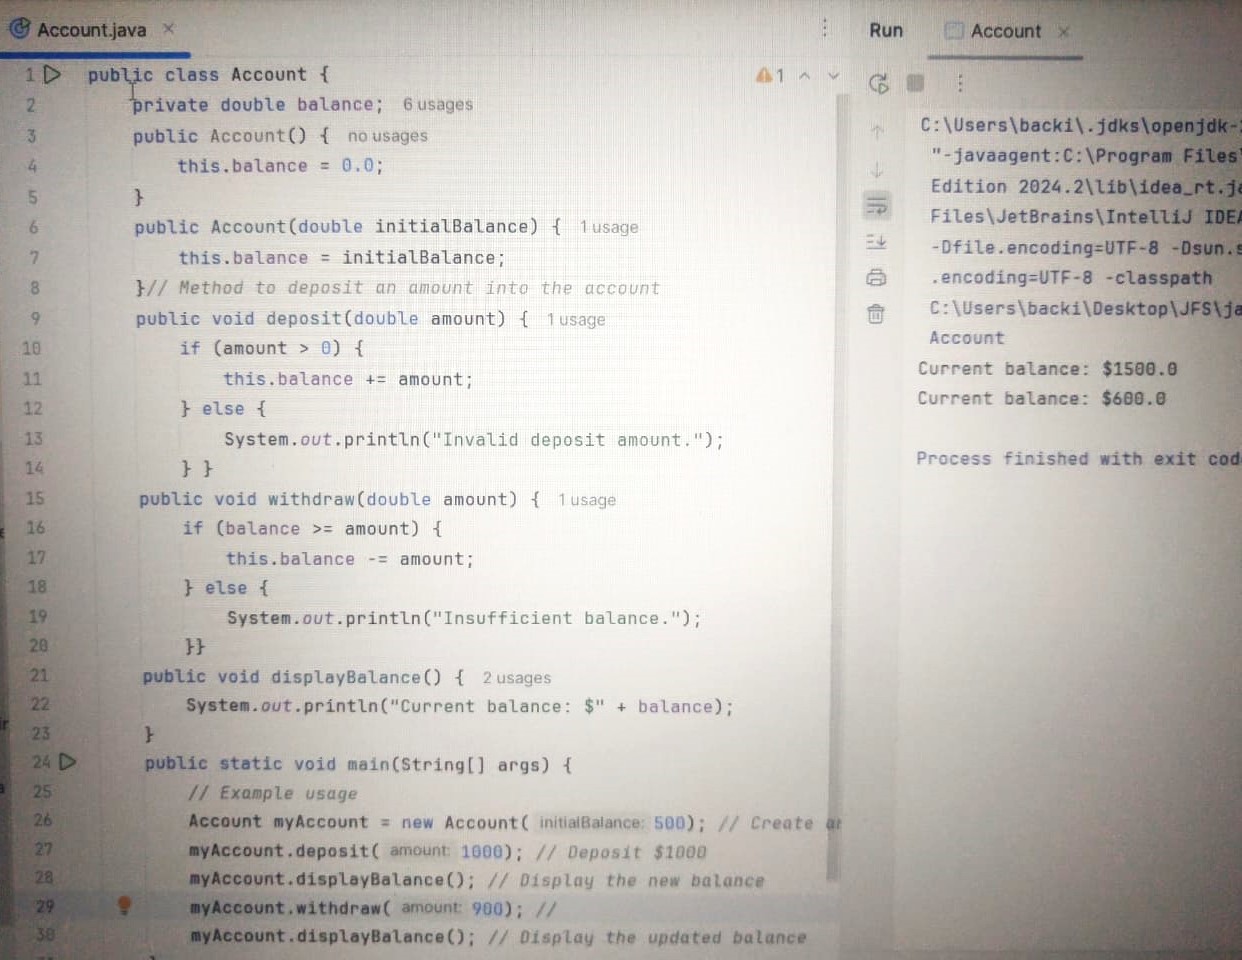 Account.java
1 public class Account {
2 private double balance; 6 usages
3 public Account() { no usages
4 this.balance = 0.0;
5 }
6 public Account(double initialBalance) { 1 usage
7 this.balance = initialBalance;
8 }// Method to deposit an amount into the account
9 public void deposit(double amount) { 1 usage
10 if (amount > 0) {
11 this.balance += amount;
12 } else {
13 System.out.println("Invalid deposit amount.");
14 } }
15 public void withdraw(double amount) { 1 usage
16 if (balance >= amount) {
17 this.balance -= amount;
18 } else {
19 System.out.println("Insufficient balance.");
20 }}
21 public void displayBalance() { 2 usages
22 System.out.println("Current balance: $" + balance);
23 }
24 public static void main(String[] args) {
25 // Example usage
26 Account myAccount = new Account( initialBalance: 500); // Create
27 myAccount.deposit( amount: 1000); // Deposit $1000
28 myAccount.displayBalance(); // Display the new balance
29 myAccount.withdraw( amount: 900); //
30 myAccount.displayBalance(); // Display the updated balance
1
Run Account
C:\Users\backi\.jdks\openjdk-
"-javaagent:C:\Program Files
Edition 2024.2\lib\idea_rt.j
Files\JetBrains\IntelliJ IDEA
-Dfile.encoding=UTF-8 -Dsun.s
.encoding=UTF-8 -classpath
C:\Users\backi\Desktop\JFS\ja
Account
Current balance: $1500.0
Current balance: $600.0
Process finished with exit cod